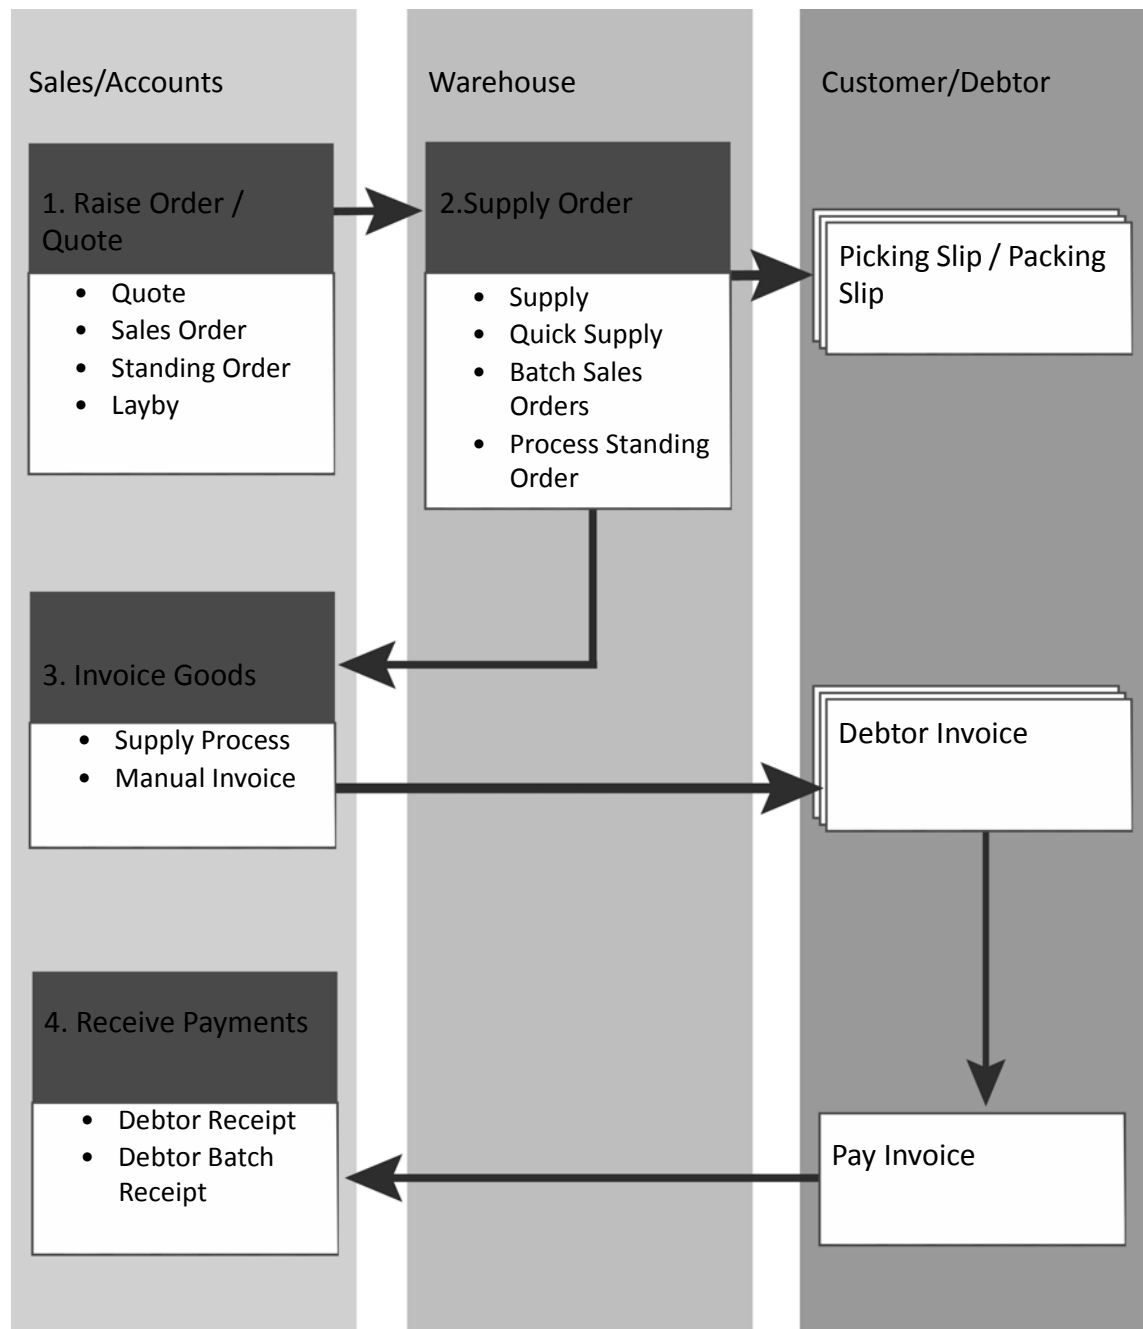 Sales/Accounts
Warehouse
Customer/Debtor
1. Raise Order /
Quote
• Quote
• Sales Order
• Standing Order
• Layby
2.Supply Order
• Supply
• Quick Supply
• Batch Sales
Orders
• Process Standing
Order
Picking Slip / Packing
Slip
3. Invoice Goods
• Supply Process
• Manual Invoice
Debtor Invoice
4. Receive Payments
• Debtor Receipt
• Debtor Batch
Receipt
Pay Invoice